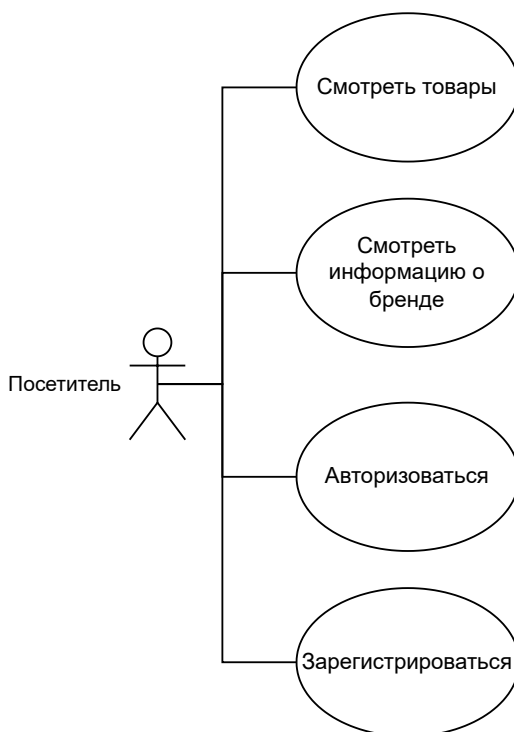 Смотреть товары
Смотреть
информацию о
бренде
Посетитель
Авторизоваться
Зарегистрироваться